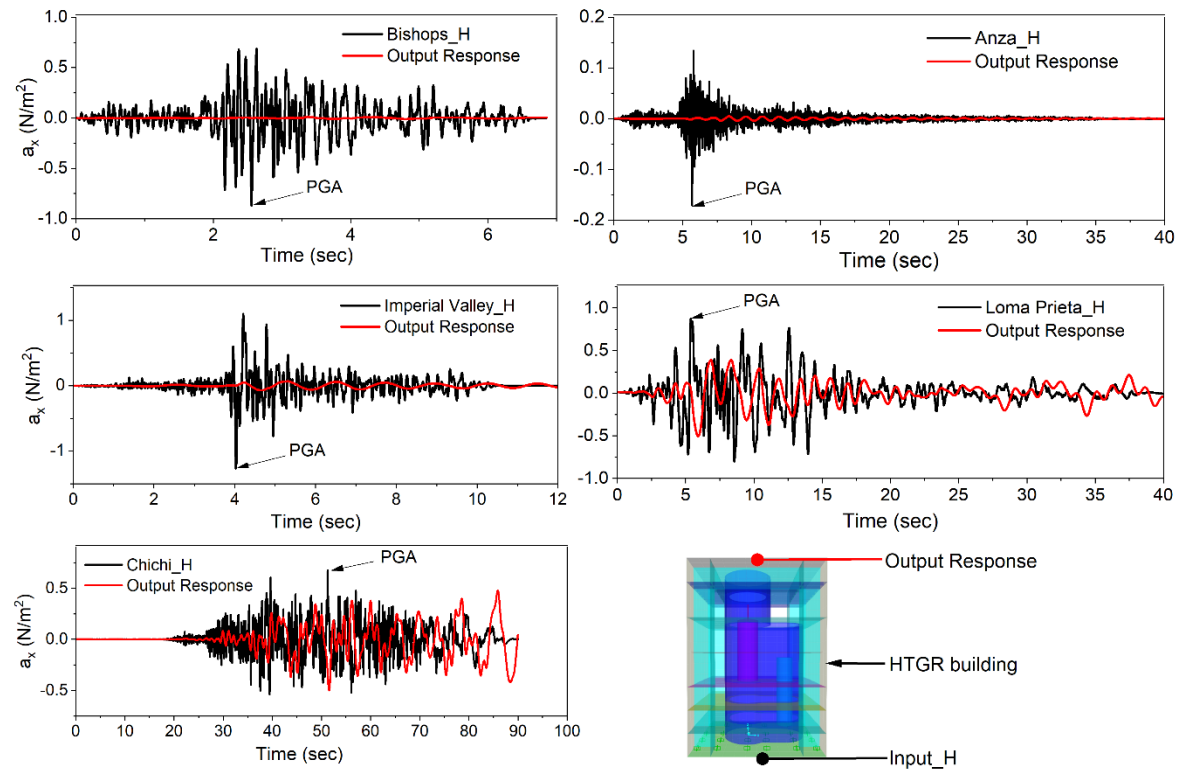 Bishops_H
Output Response
PGA
a_x (N/m²)
1.0
0.5
0.0
-0.5
-1.0
0 2 4 6
Time (sec)
Anza_H
Output Response
PGA
0.2
0.1
0.0
-0.1
-0.2
0 5 10 15 20 25 30 35 40
Time (sec)
Imperial Valley_H
Output Response
PGA
a_x (N/m²)
1
0
-1
0 2 4 6 8 10 12
Time (sec)
PGA
Loma Prieta_H
Output Response
1.0
0.5
0.0
-0.5
-1.0
0 5 10 15 20 25 30 35 40
Time (sec)
Chichi_H
Output Response
PGA
a_x (N/m²)
0.5
0.0
-0.5
0 10 20 30 40 50 60 70 80 90 100
Time (sec)
Output Response
HTGR building
Input_H